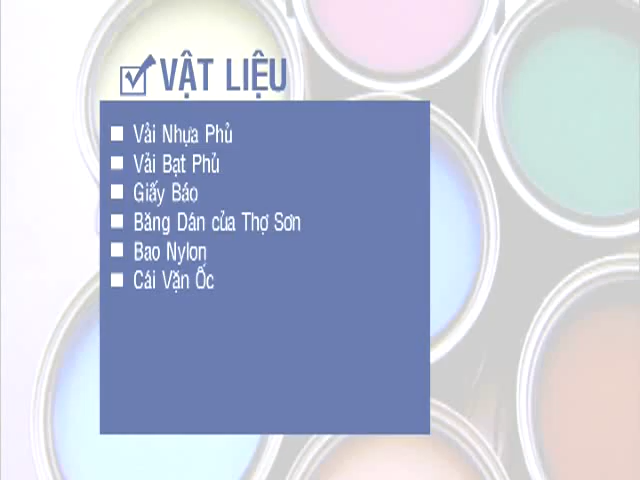 VẬT LIỆU
Vải Nhựa Phủ
Vải Bạt Phủ
Giấy Báo
Băng Dán của Thợ Sơn
Bao Nylon
Cái Vặn Ốc